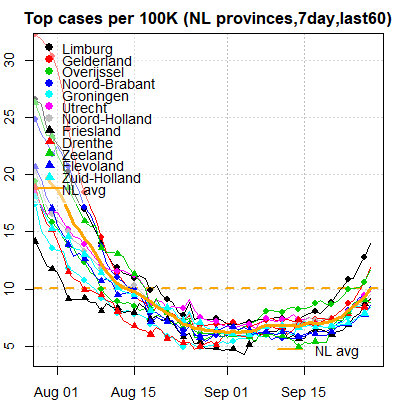 Top cases per 100K (NL provinces,7day,last60)
Limburg
Gelderland
Overijssel
Noord-Brabant
Groningen
Utrecht
Noord-Holland
Friesland
Drenthe
Zeeland
Flevoland
Zuid-Holland
NL avg
30
25
20
15
10
5
NL avg
Aug 01
Aug 15
Sep 01
Sep 15